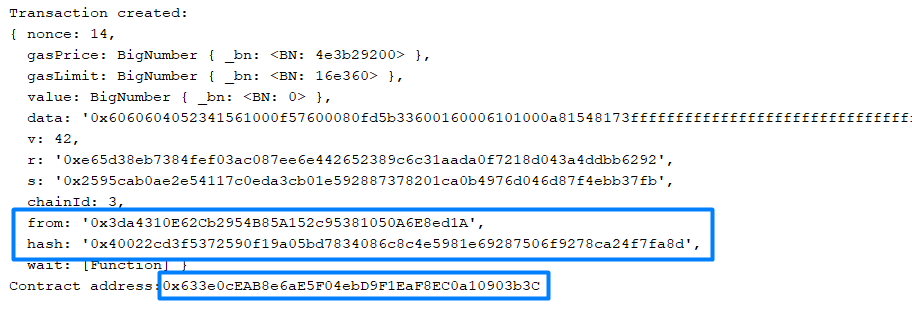 Transaction created:
{ nonce: 14,
gasPrice: BigNumber { _bn: <BN: 4e3b29200> },
gasLimit: BigNumber { _bn: <BN: 16e360> },
value: BigNumber { _bn: <BN: 0> },
data: '0x6060604052341561000f57600080fd5b33600160006101000a81548173fffffffffffffffffffffffffffffff
v: 42,
r: '0xe65d38eb7384fef03ac087ee6e442652389c6c31aada0f7218d043a4ddbb6292',
s: '0x2595cab0ae2e54117c0eda3cb01e592887378201ca0b4976d046d87f4ebb37fb',
chainId: 3,
from: '0x3da4310E62Cb2954B85A152c95381050A6E8ed1A',
hash: '0x40022cd3f5372590f19a05bd7834086c8c4e5981e69287506f9278ca24f7fa8d',
wait: [Function] }
Contract address:0x633e0cEAB8e6aE5F04ebD9F1EaF8EC0a10903b3C